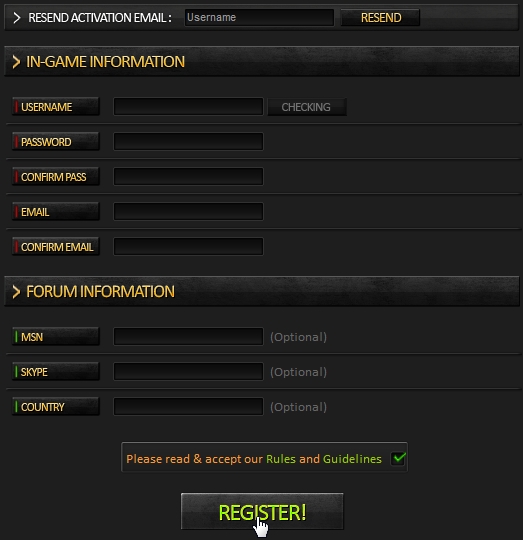 RESEND ACTIVATION EMAIL : Username RESEND
IN-GAME INFORMATION
USERNAME CHECKING
PASSWORD
CONFIRM PASS
EMAIL
CONFIRM EMAIL
FORUM INFORMATION
MSN (Optional)
SKYPE (Optional)
COUNTRY (Optional)
Please read & accept our Rules and Guidelines
REGISTER!